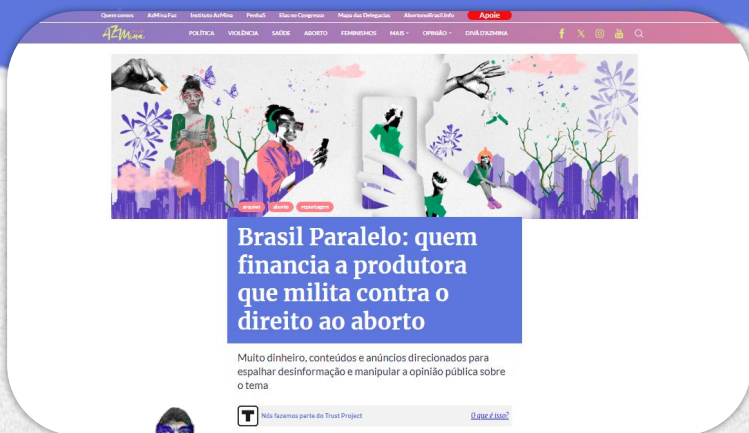 Quem somos AzMina Faz Instituto AzMina PenhaS Elas no Congresso Mapa das Delegacias AbortonoBrasil.Info Apoie
AZMina
POLÍTICA VIOLÊNCIA SAÚDE ABORTO FEMINISMOS MAIS OPINIÃO DIVÃ D'AZMINA
arquivo aborto reportagem
Brasil Paralelo: quem
financia a produtora
que milita contra o
direito ao aborto
Muito dinheiro, conteúdos e anúncios direcionados para
espalhar desinformação e manipular a opinião pública sobre
o tema
T Nós fazemos parte do Trust Project O que é isso?